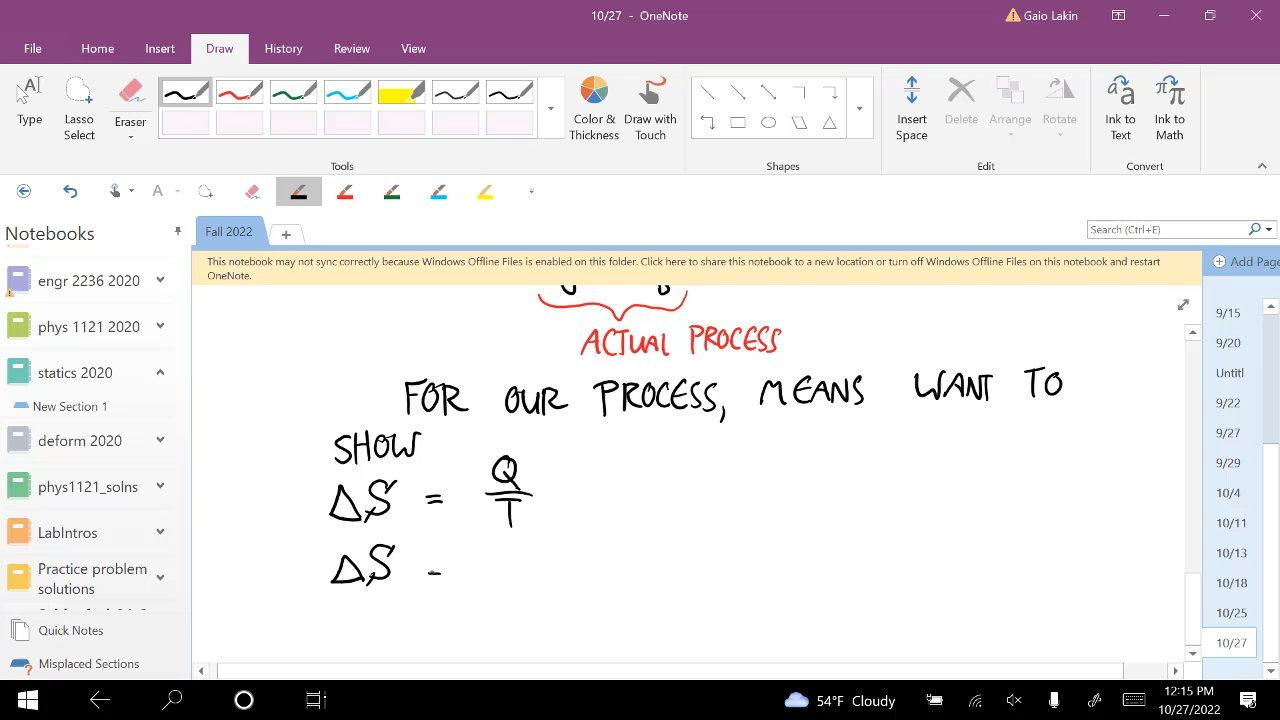 10/27 - OneNote
Gaio Lakin
File Home Insert Draw History Review View
Type
Lasso Select
Eraser
Color & Thickness
Draw with Touch
Insert Space
Delete
Arrange
Rotate
Ink to Text
Ink to Math
Tools
Shapes
Edit
Convert
Notebooks
Fall 2022
Search (Ctrl+E)
This notebook may not sync correctly because Windows Offline Files is enabled on this folder. Click here to share this notebook to a new location or turn off Windows Offline Files on this notebook and restart
OneNote.
Add Page
engr 2236 2020
phys 1121 2020
statics 2020
New Section 1
deform 2020
phys1121_solns
LabIntros
Practice problem
solutions
Quick Notes
Misplaced Sections
ACTUAL PROCESS
FOR OUR PROCESS, MEANS WANT TO
SHOW
ΔS = Q/T
ΔS -
9/15
9/20
Untitl
9/22
9/27
9/29
10/4
10/11
10/13
10/18
10/25
10/27
54°F Cloudy
12:15 PM
10/27/2022